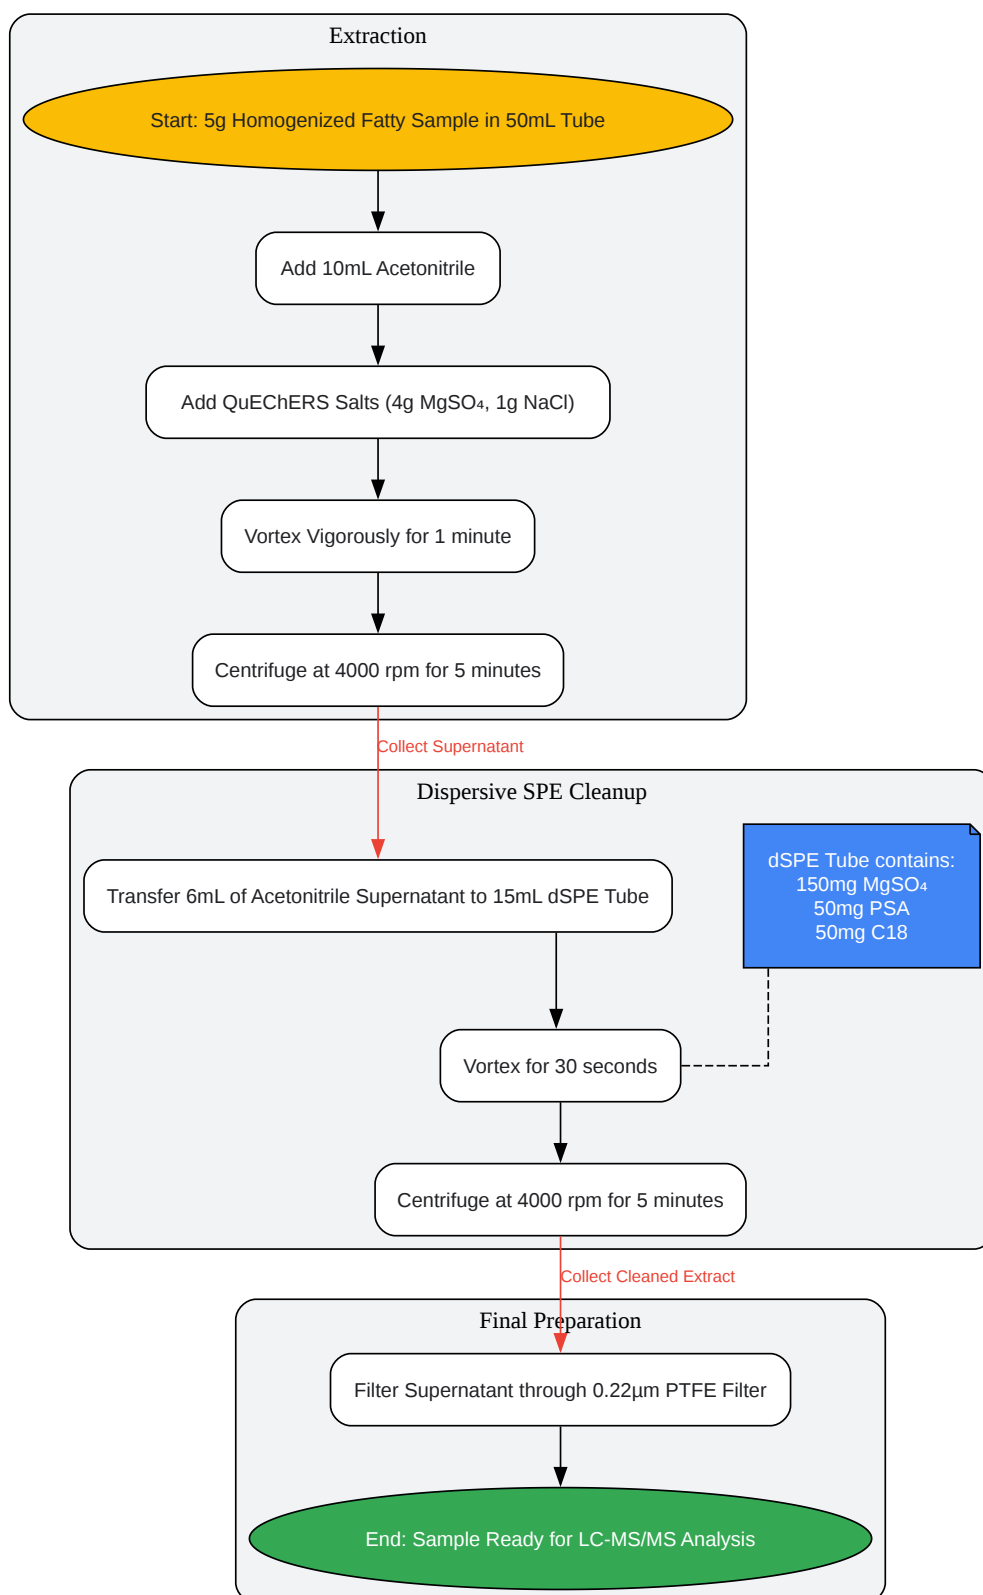 Extraction
Start: 5g Homogenized Fatty Sample in 50mL Tube
Add 10mL Acetonitrile
Add QuEChERS Salts (4g MgSO₄, 1g NaCl)
Vortex Vigorously for 1 minute
Centrifuge at 4000 rpm for 5 minutes
Collect Supernatant
Dispersive SPE Cleanup
dSPE Tube contains:
150mg MgSO₄
50mg PSA
50mg C18
Transfer 6mL of Acetonitrile Supernatant to 15mL dSPE Tube
Vortex for 30 seconds
Centrifuge at 4000 rpm for 5 minutes
Collect Cleaned Extract
Final Preparation
Filter Supernatant through 0.22µm PTFE Filter
End: Sample Ready for LC-MS/MS Analysis